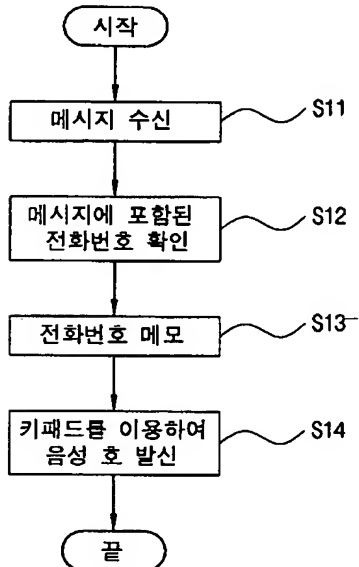 시작
메시지 수신
S11
메시지에 포함된
전화번호 확인
S12
전화번호 메모
S13
키패드를 이용하여
음성 호 발신
S14
끝